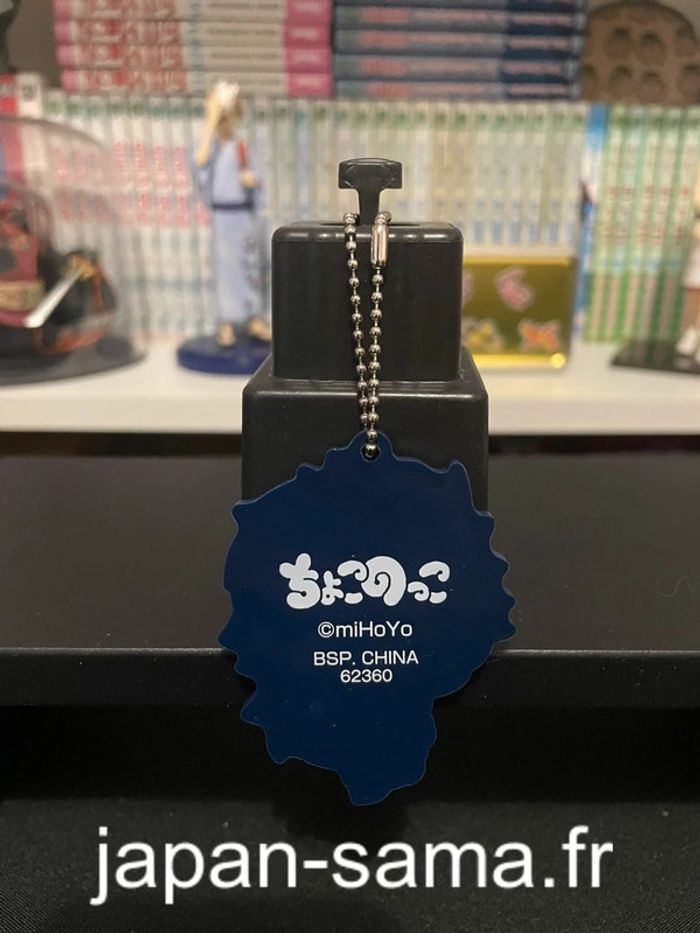 ちょこのっこ
©miHoYo
BSP. CHINA
62360
japan-sama.fr